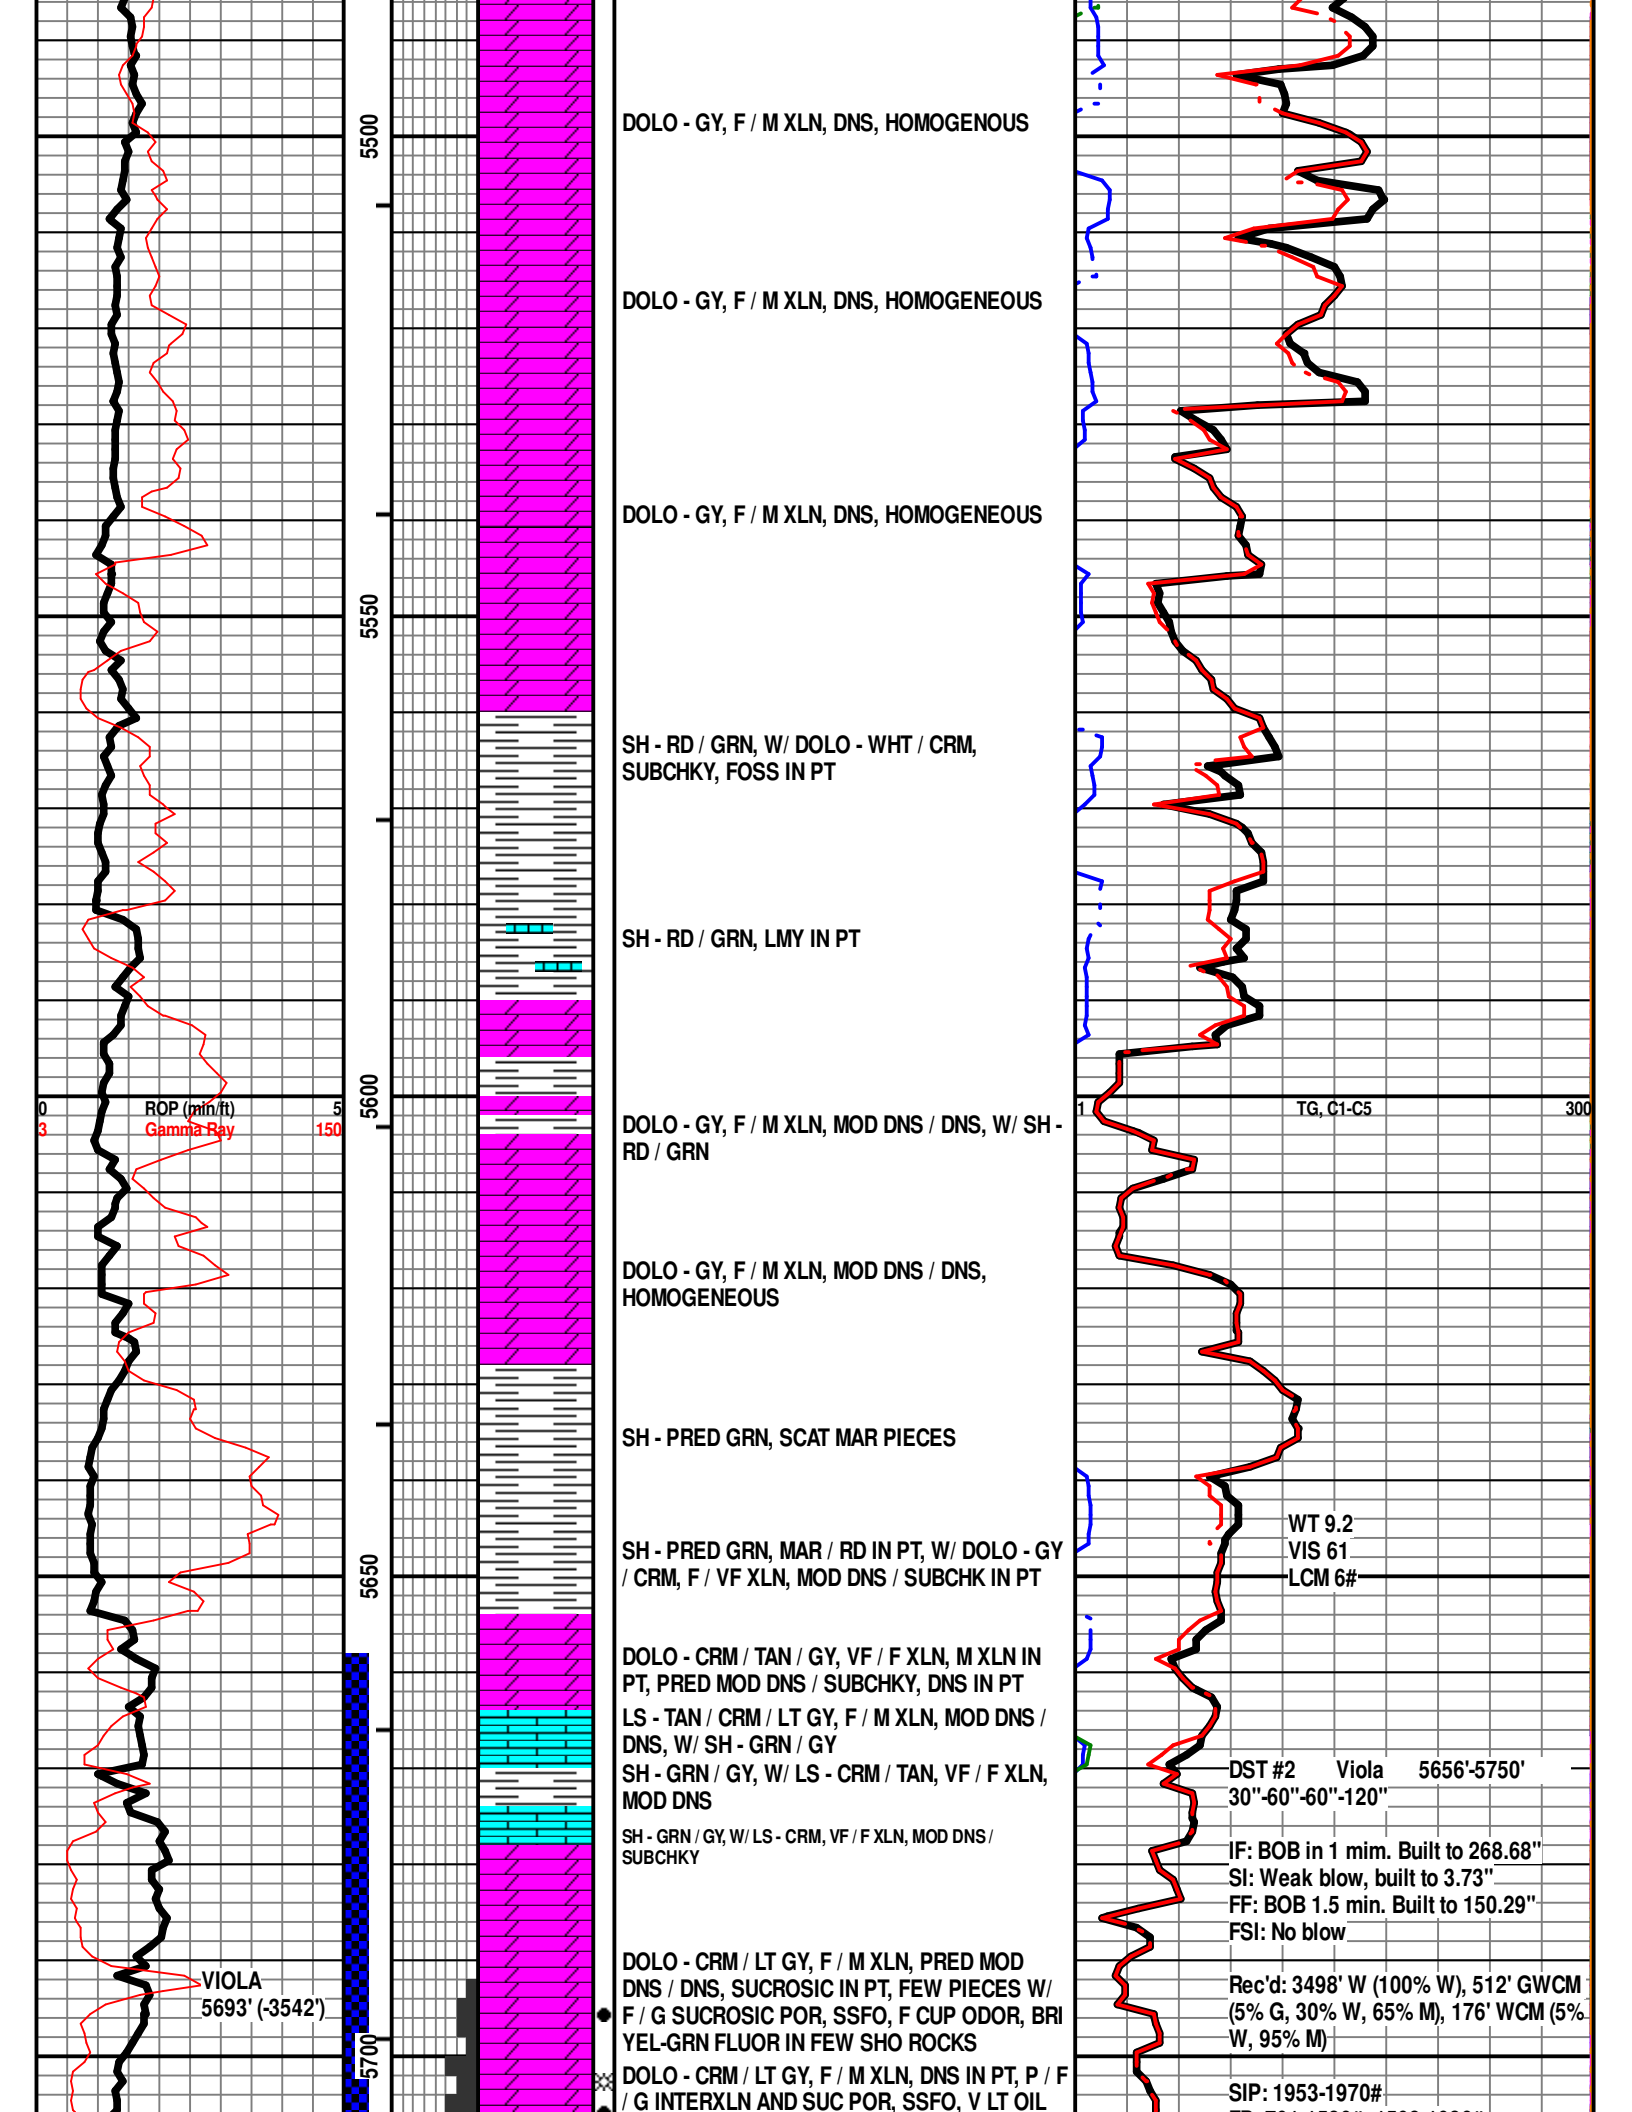 5500
DOLO - GY, F / M XLN, DNS, HOMOGENOUS
DOLO - GY, F / M XLN, DNS, HOMOGENEOUS
DOLO - GY, F / M XLN, DNS, HOMOGENEOUS
5550
SH - RD / GRN, W/ DOLO - WHT / CRM,
SUBCHKY, FOSS IN PT
SH - RD / GRN, LMY IN PT
5600
0 ROP (min/ft) 5
3 Gamma Ray 150
1 TG, C1-C5 300
DOLO - GY, F / M XLN, MOD DNS / DNS, W/ SH -
RD / GRN
DOLO - GY, F / M XLN, MOD DNS / DNS,
HOMOGENEOUS
SH - PRED GRN, SCAT MAR PIECES
WT 9.2
VIS 61
LCM 6#
5650
SH - PRED GRN, MAR / RD IN PT, W/ DOLO - GY
/ CRM, F / VF XLN, MOD DNS / SUBCHK IN PT
DOLO - CRM / TAN / GY, VF / F XLN, M XLN IN
PT, PRED MOD DNS / SUBCHKY, DNS IN PT
LS - TAN / CRM / LT GY, F / M XLN, MOD DNS /
DNS, W/ SH - GRN / GY
SH - GRN / GY, W/ LS - CRM / TAN, VF / F XLN,
MOD DNS
SH - GRN / GY, W/ LS - CRM, VF / F XLN, MOD DNS /
SUBCHKY
DST #2 Viola 5656'-5750'
30"-60"-60"-120"
IF: BOB in 1 mim. Built to 268.68"
SI: Weak blow, built to 3.73"
FF: BOB 1.5 min. Built to 150.29"
FSI: No blow
Rec'd: 3498' W (100% W), 512' GWCM
(5% G, 30% W, 65% M), 176' WCM (5%
W, 95% M)
SIP: 1953-1970#
VIOLA
5693' (-3542')
DOLO - CRM / LT GY, F / M XLN, PRED MOD
DNS / DNS, SUCROSIC IN PT, FEW PIECES W/
F / G SUCROSIC POR, SSFO, F CUP ODOR, BRI
YEL-GRN FLUOR IN FEW SHO ROCKS
5700
DOLO - CRM / LT GY, F / M XLN, DNS IN PT, P / F
/ G INTERXLN AND SUC POR, SSFO, V LT OIL